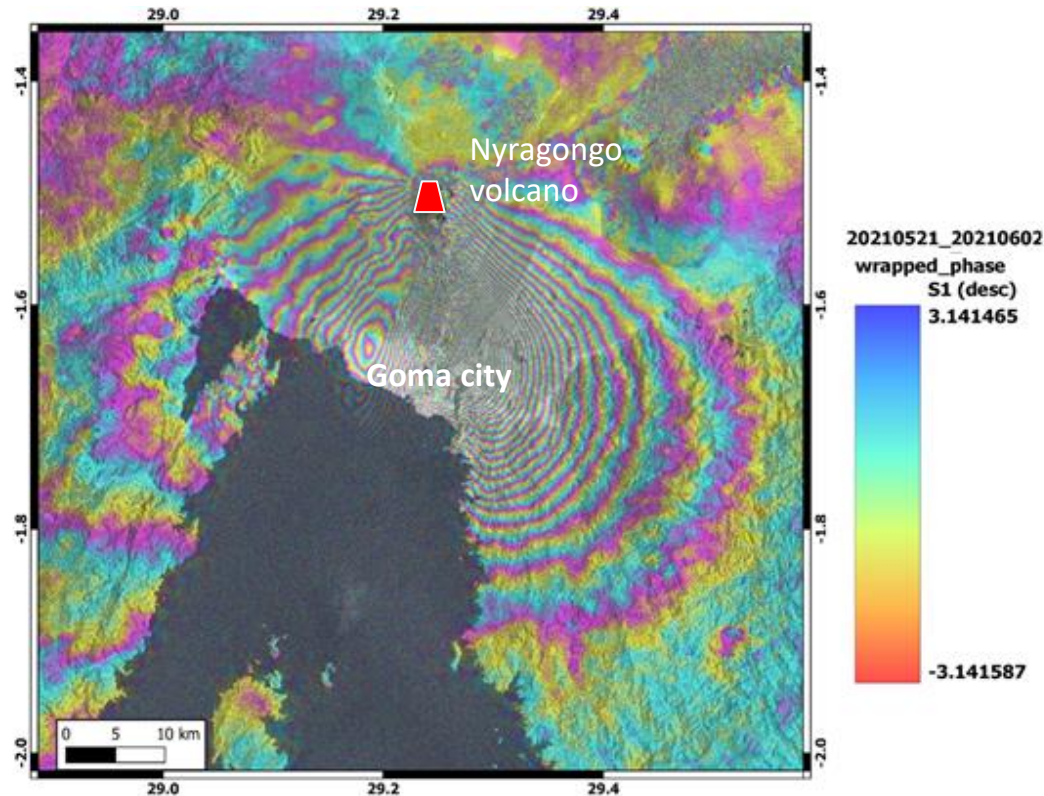 29.0 29.2 29.4
-1.4
-1.4
Nyragongo
volcano
20210521_20210602
wrapped_phase
S1 (desc)
3.141465
-1.6
-1.6
Goma city
-3.141587
-1.8
-1.8
0 5 10 km
-2.0
-2.0
29.0 29.2 29.4